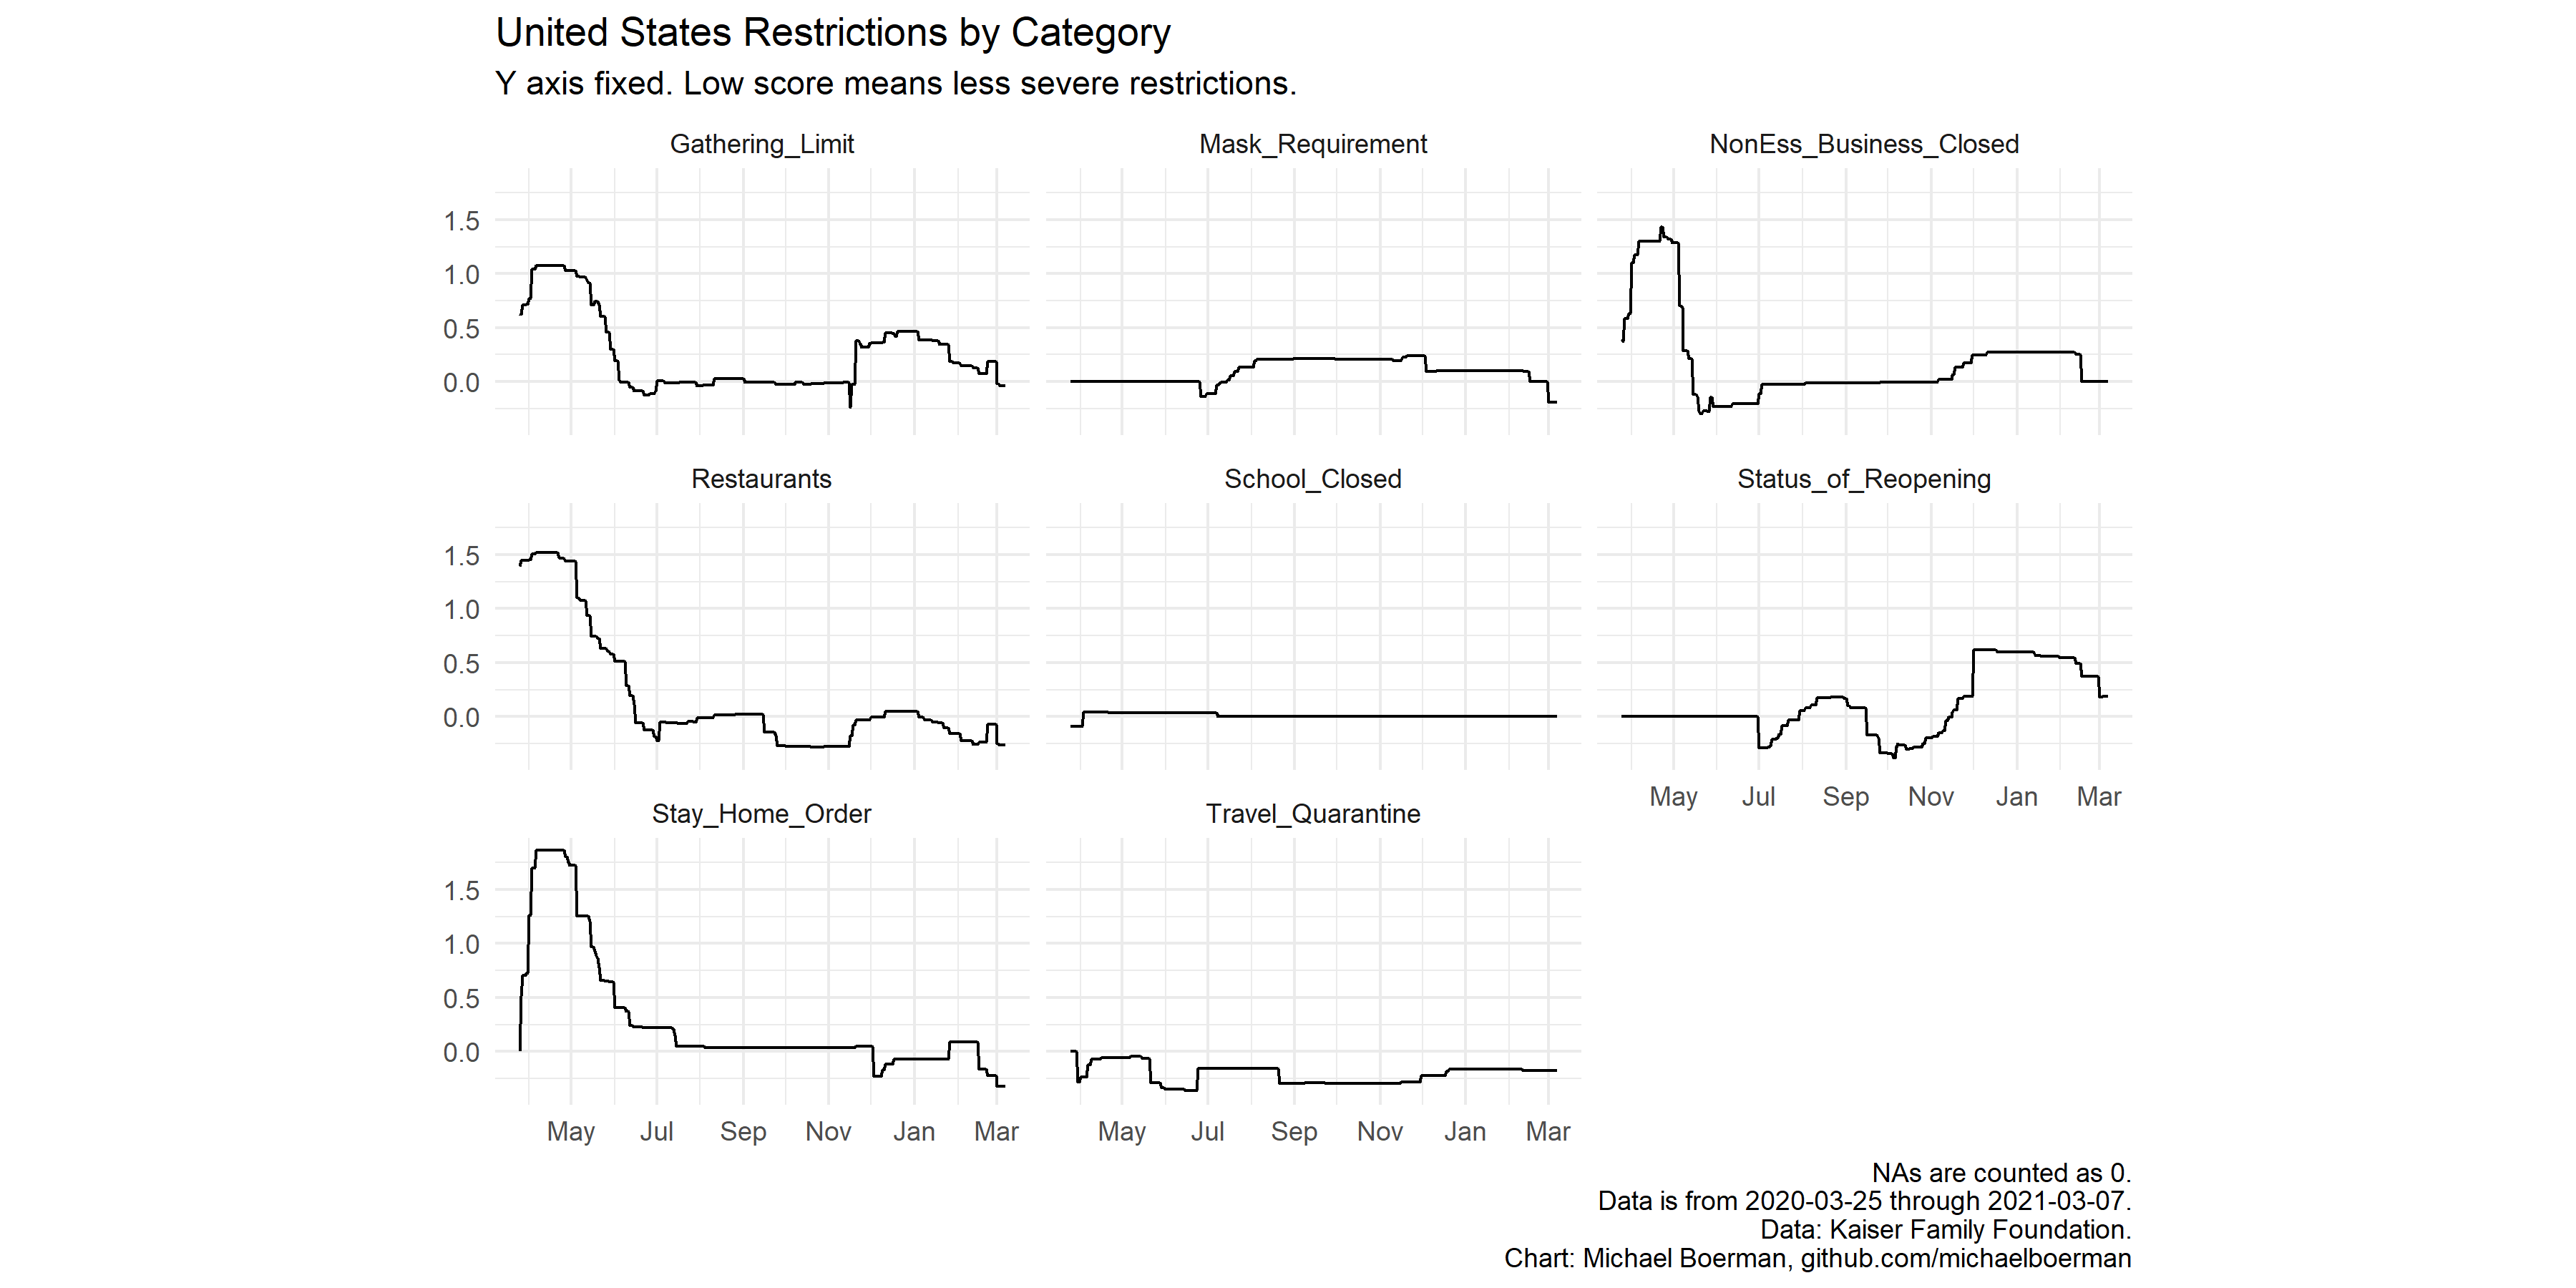 United States Restrictions by Category
Y axis fixed. Low score means less severe restrictions.
Gathering_Limit
Mask_Requirement
NonEss_Business_Closed
1.5
1.0
0.5
0.0
Restaurants
School_Closed
Status_of_Reopening
1.5
1.0
0.5
0.0
May Jul Sep Nov Jan Mar
Stay_Home_Order
Travel_Quarantine
1.5
1.0
0.5
0.0
May Jul Sep Nov Jan Mar
May Jul Sep Nov Jan Mar
NAs are counted as 0.
Data is from 2020-03-25 through 2021-03-07.
Data: Kaiser Family Foundation.
Chart: Michael Boerman, github.com/michaelboerman